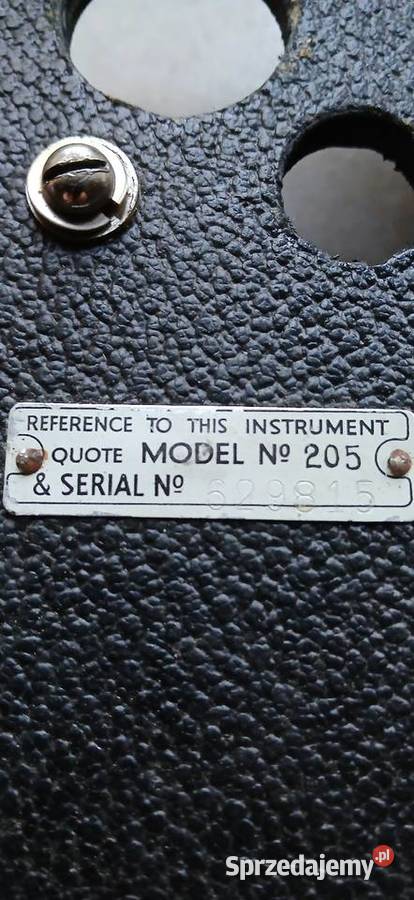 REFERENCE TO THIS INSTRUMENT
QUOTE MODEL Nº 205
& SERIAL Nº 629815
Sprzedajemy.pl